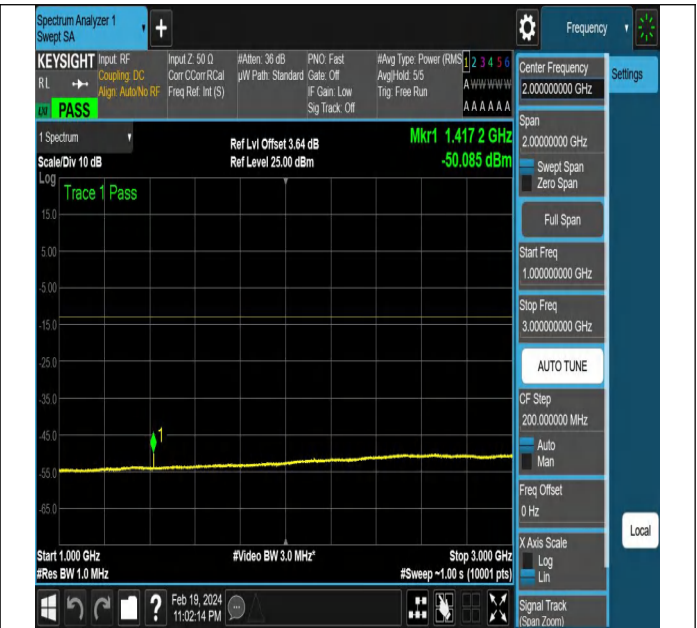 Spectrum Analyzer 1
Swept SA
+
Frequency
KEYSIGHT
RL
PASS
Input: RF
Coupling: DC
Align: Auto/No RF
Input Z: 50 Ω
Corr CCorr RCal
Freq Ref: Int (S)
#Atten: 36 dB
µW Path: Standard
PNO: Fast
Gate: Off
IF Gain: Low
Sig Track: Off
#Avg Type: Power (RMS
Avg|Hold: 5/5
Trig: Free Run
1 2 3 4 5 6
A W W W W W
A A A A A A
1 Spectrum
Scale/Div 10 dB
Ref Lvl Offset 3.64 dB
Ref Level 25.00 dBm
Mkr1 1.417 2 GHz
-50.085 dBm
Log
Trace 1 Pass
15.0
5.00
-5.00
-15.0
-25.0
-35.0
-45.0
-55.0
-65.0
1
Start 1.000 GHz
#Res BW 1.0 MHz
#Video BW 3.0 MHz*
Stop 3.000 GHz
#Sweep ~1.00 s (10001 pts)
Feb 19, 2024
11:02:14 PM
?
Center Frequency
2.000000000 GHz
Settings
Span
2.00000000 GHz
Swept Span
Zero Span
Full Span
Start Freq
1.000000000 GHz
Stop Freq
3.000000000 GHz
AUTO TUNE
CF Step
200.000000 MHz
Auto
Man
Freq Offset
0 Hz
X Axis Scale
Log
Lin
Local
Signal Track
(Span Zoom)